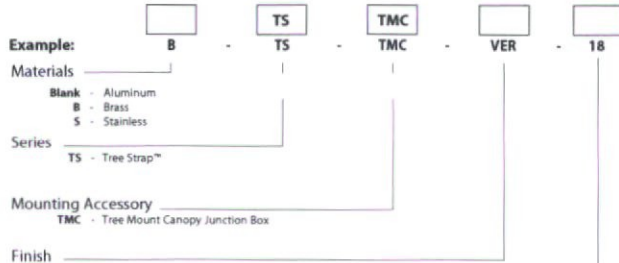 TS TMC
Example: B - TS - TMC - VER - 18
Materials
Blank - Aluminum
B - Brass
S - Stainless
Series
TS - Tree Strap™
Mounting Accessory
TMC - Tree Mount Canopy Junction Box
Finish